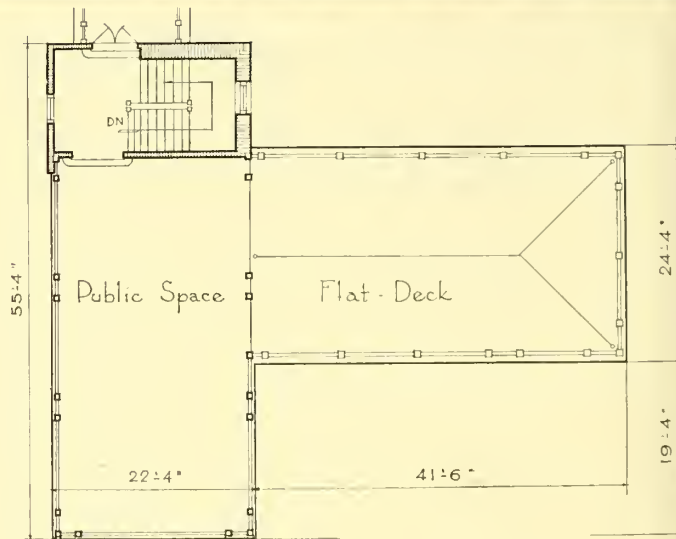 DN
55'-4"
Public Space
Flat - Deck
24'-4"
22'-4"
41'-6"
19'-4"